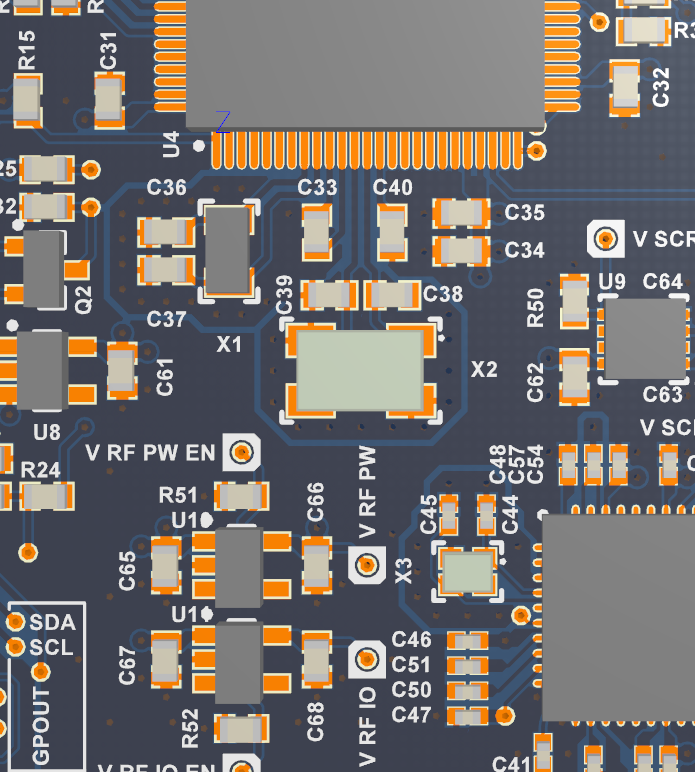 R15
C31
R3
C32
Z
U4
C36
C33
C40
C35
C34
25
32
Q2
V SCR
C37
X1
C39
C38
R50
U9
C64
C61
X2
C62
C63
U8
V RF PW EN
V RF PW
C48
C57
C54
V SCR
R24
R51
C66
C45
C44
U1
C65
X3
U1
SDA
SCL
C67
C46
C51
C50
C47
GPOUT
R52
C68
V RF IO
V RF IO EN
C41